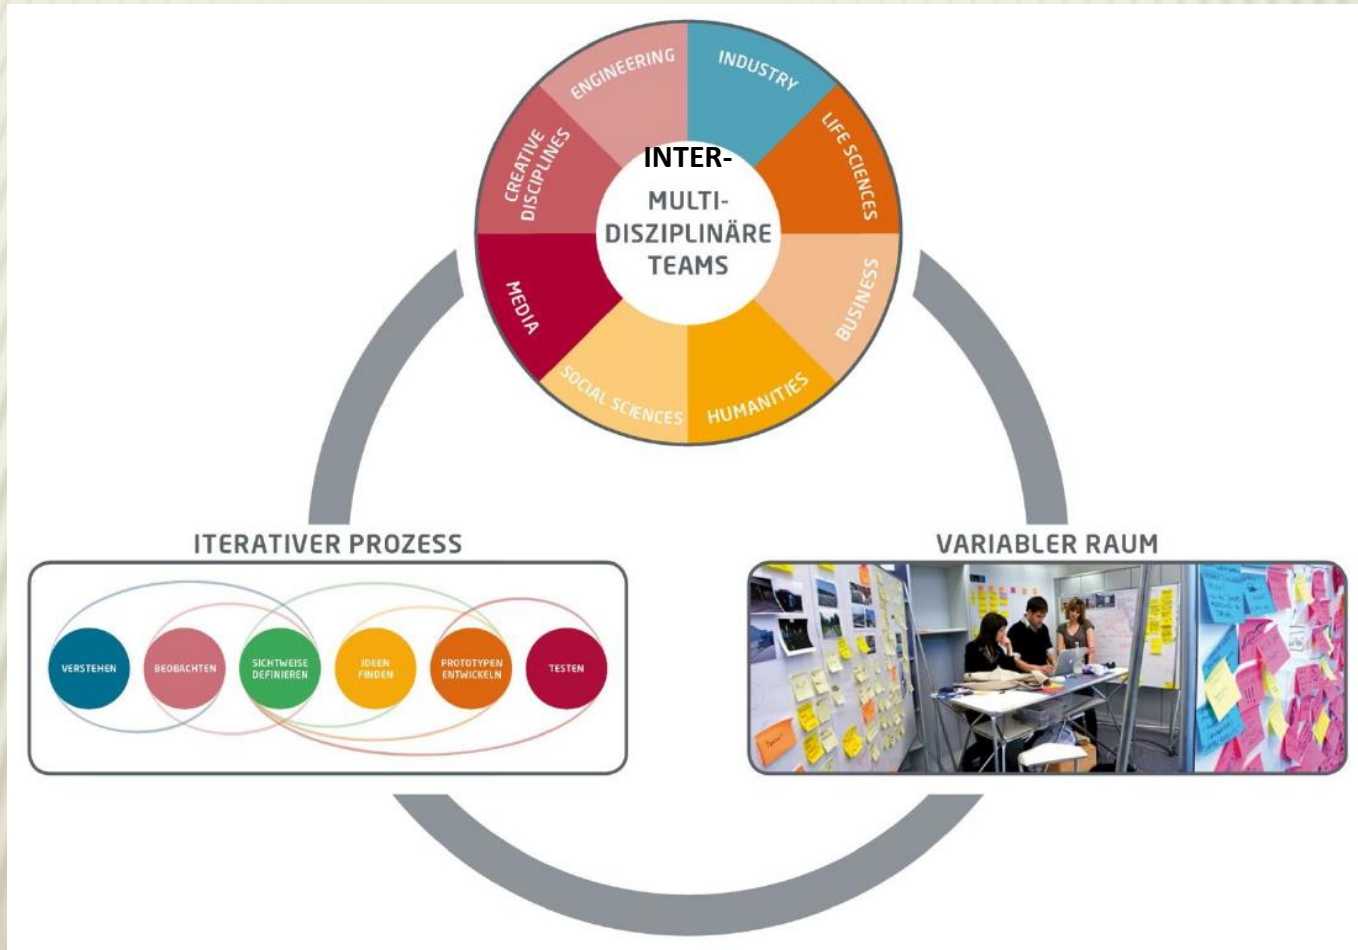 ENGINEERING
INDUSTRY
LIFE SCIENCES
BUSINESS
HUMANITIES
SOCIAL SCIENCES
MEDIA
CREATIVE
DISCIPLINES
INTER-
MULTI-
DISZIPLINÄRE
TEAMS
ITERATIVER PROZESS
VERSTEHEN
BEOBACHTEN
SICHTWEISE
DEFINIEREN
IDEEN
FINDEN
PROTOTYPEN
ENTWICKELN
TESTEN
VARIABLER RAUM